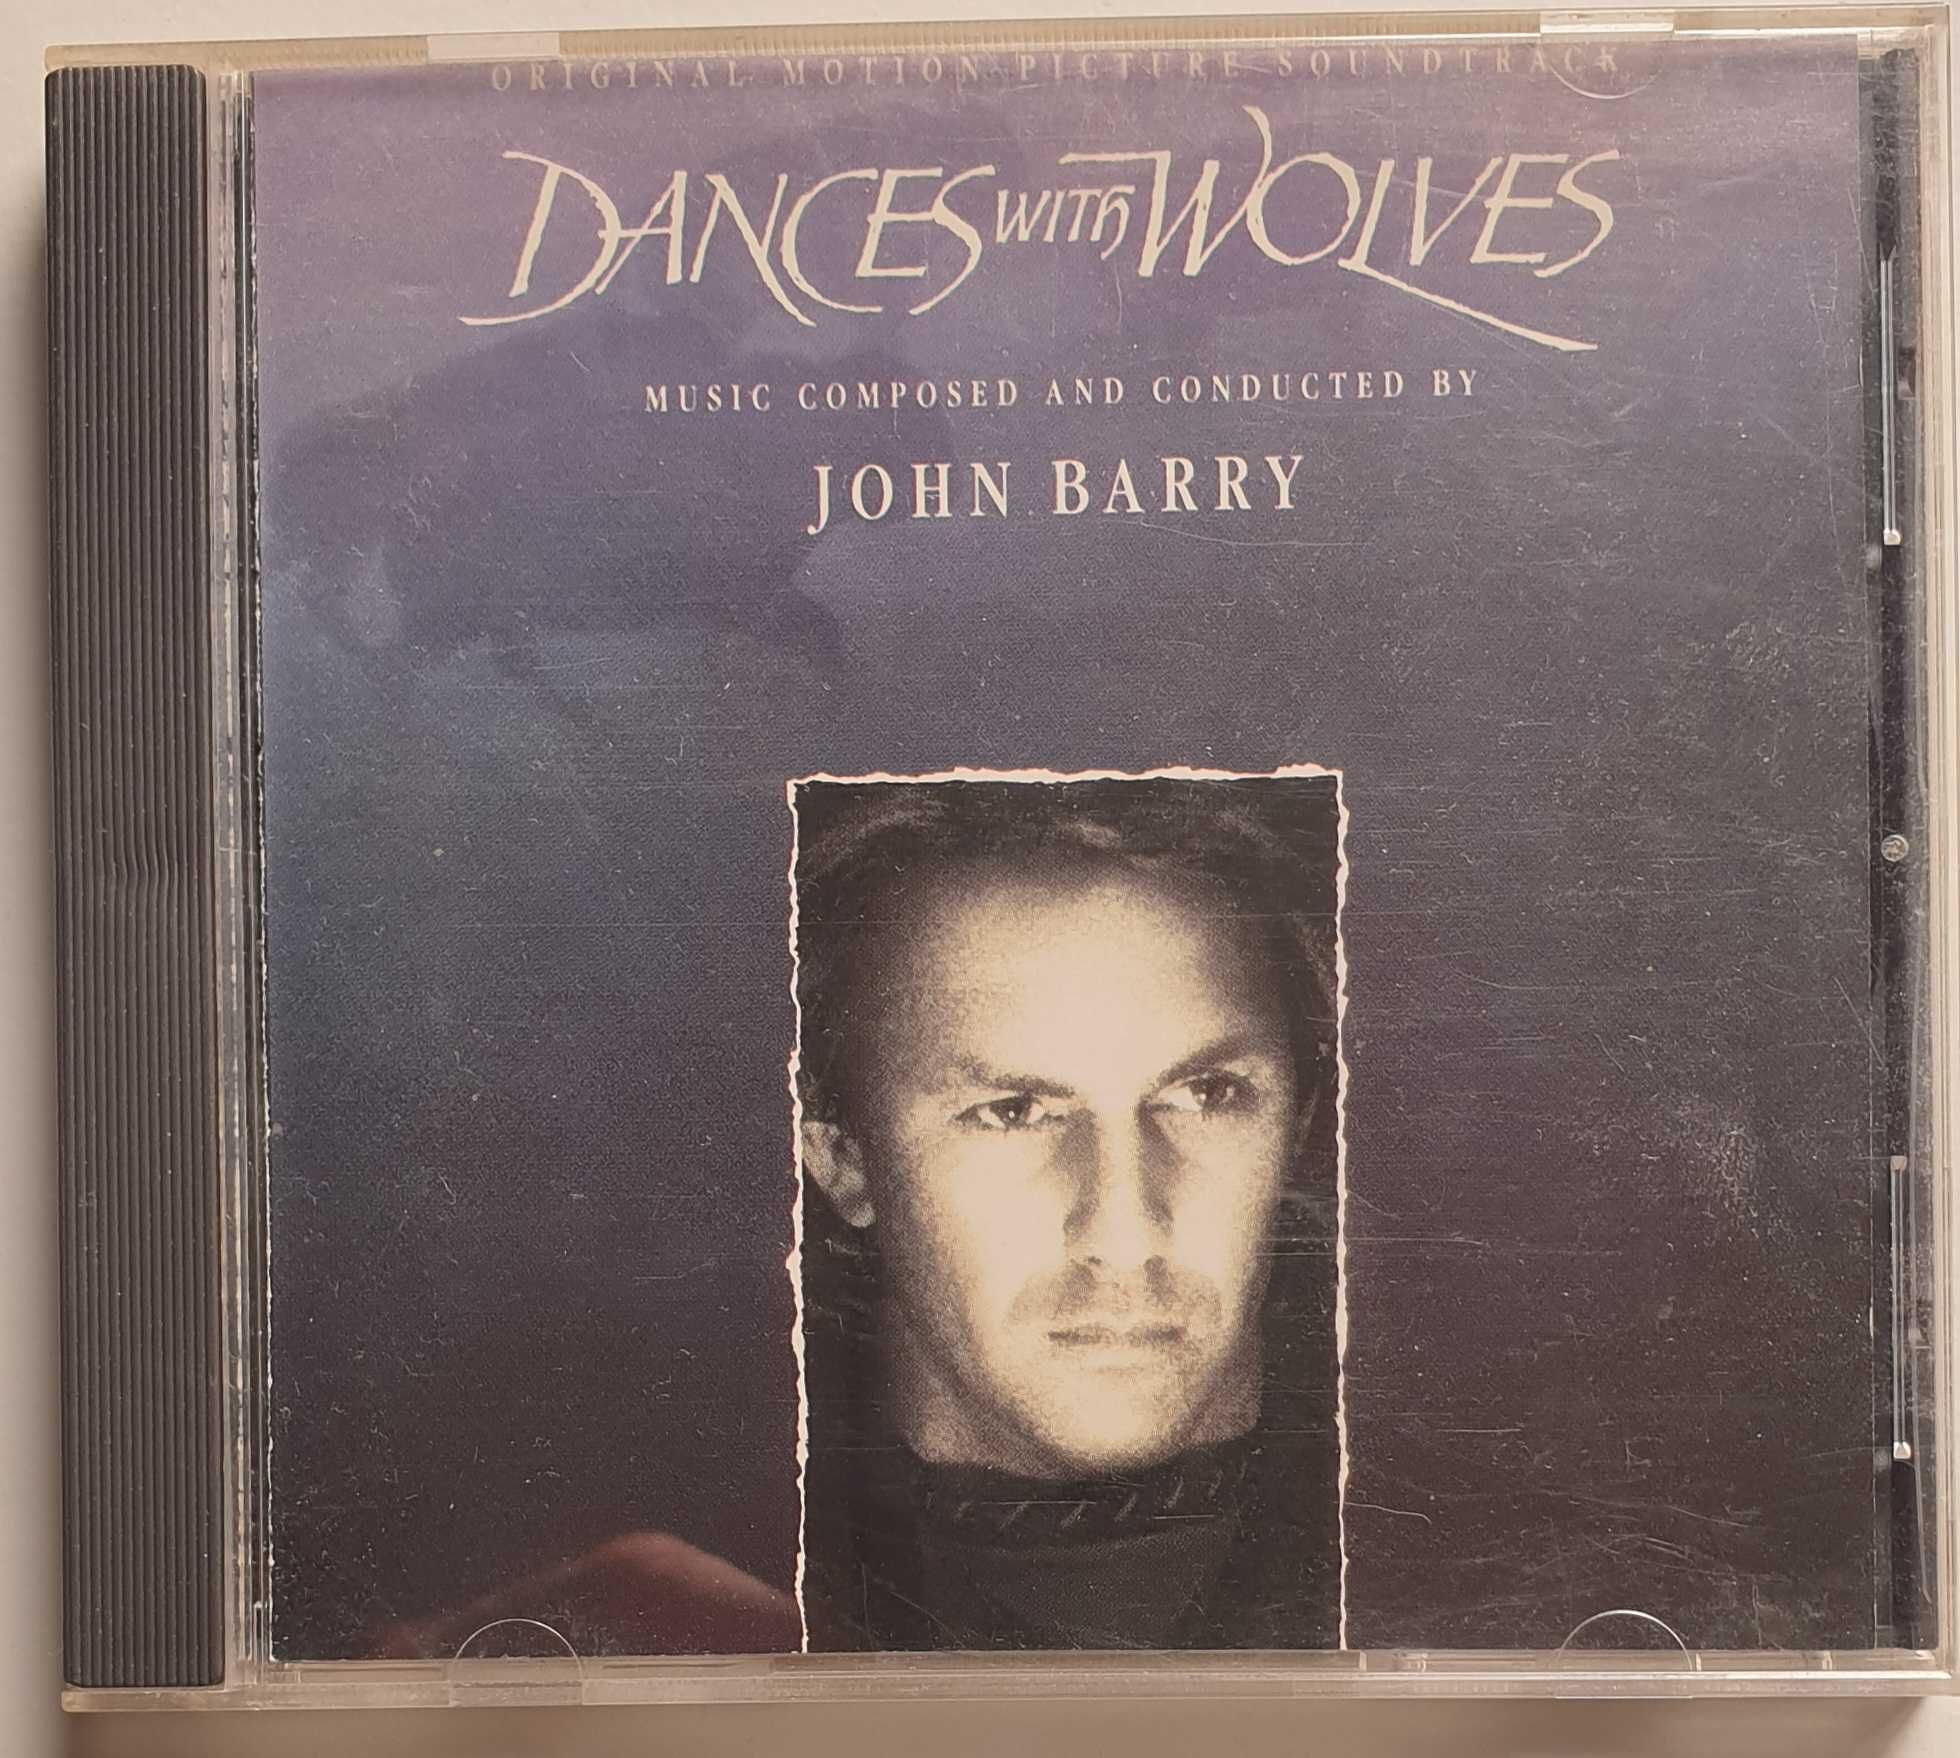 ORIGINAL MOTION PICTURE SOUNDTRACK
DANCES WITH WOLVES
MUSIC COMPOSED AND CONDUCTED BY
JOHN BARRY